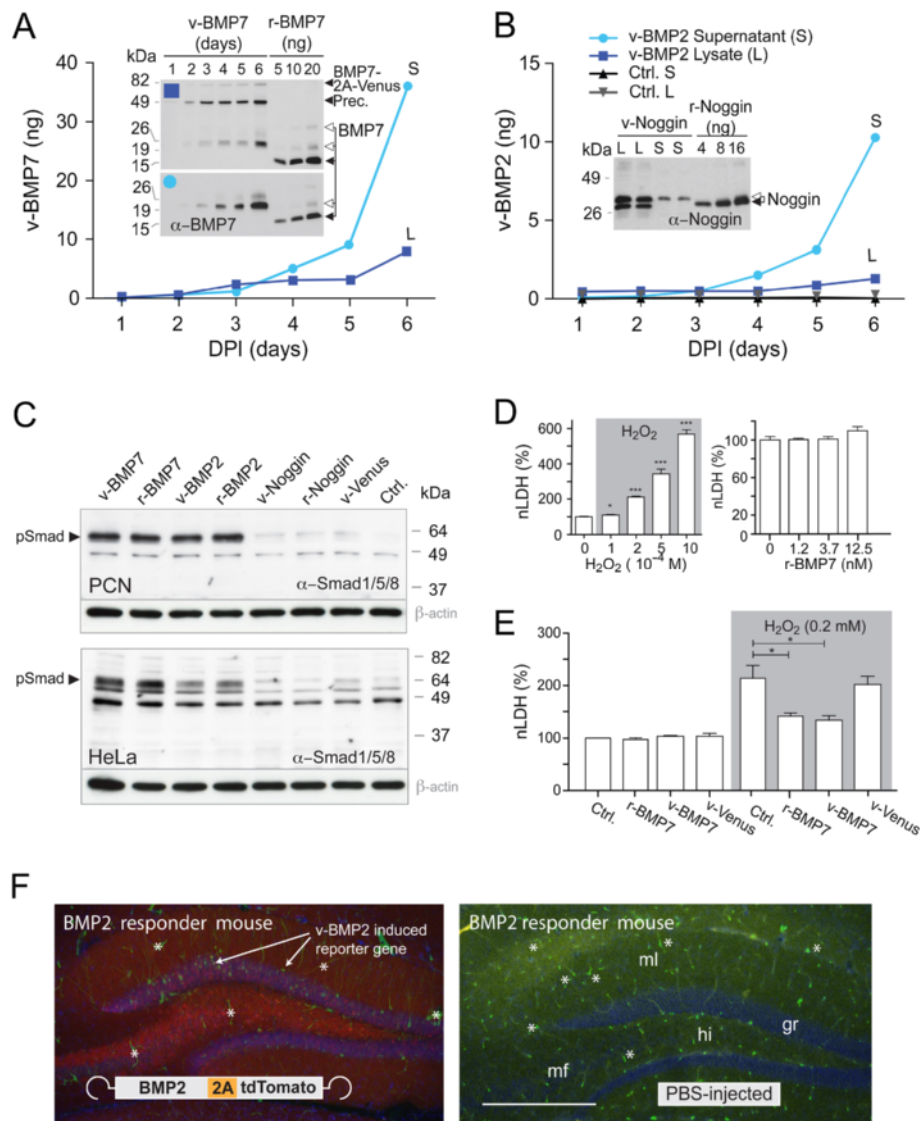 A
v-BMP7 r-BMP7
(days) (ng)
kDa 1 2 3 4 5 6 5 10 20
82
49
26
19
15
BMP7-
2A-Venus
Prec.
BMP7
26
19
15
α-BMP7
v-BMP7 (ng)
40
30
20
10
0
S
L
1 2 3 4 5 6
DPI (days)
B
v-BMP2 Supernatant (S)
v-BMP2 Lysate (L)
Ctrl. S
Ctrl. L
r-Noggin
v-Noggin (ng)
kDa L L S S 4 8 16
49
26
Noggin
α-Noggin
v-BMP2 (ng)
15
10
5
0
S
L
1 2 3 4 5 6
DPI (days)
C
v-BMP7 r-BMP7 v-BMP2 r-BMP2 v-Noggin r-Noggin v-Venus Ctrl.
kDa
pSmad
64
49
37
PCN α-Smad1/5/8
β-actin
82
pSmad
64
49
37
HeLa α-Smad1/5/8
β-actin
D
nLDH (%)
600
400
200
0
H2O2
* *** *** ***
0 1 2 5 10
H2O2 ( 10⁻⁴ M)
nLDH (%)
100
80
60
40
20
0
0 1.2 3.7 12.5
r-BMP7 (nM)
E
nLDH (%)
300
200
150
100
50
0
H2O2 (0.2 mM)
*
*
Ctrl. r-BMP7 v-BMP7 v-Venus Ctrl. r-BMP7 v-BMP7 v-Venus
F
BMP2 responder mouse
v-BMP2 induced
reporter gene
* * * * *
BMP2 2A tdTomato
BMP2 responder mouse
* * * * * *
ml
gr
hi
mf
PBS-injected